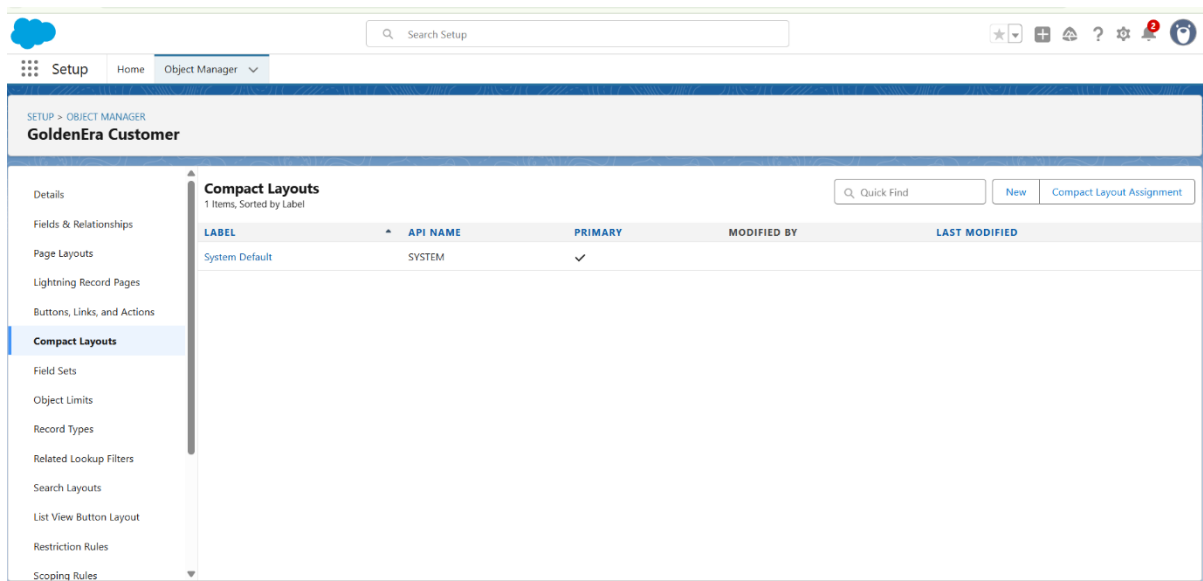 Search Setup
2
Setup Home Object Manager
SETUP > OBJECT MANAGER
GoldenEra Customer
Details
Fields & Relationships
Page Layouts
Lightning Record Pages
Buttons, Links, and Actions
Compact Layouts
Field Sets
Object Limits
Record Types
Related Lookup Filters
Search Layouts
List View Button Layout
Restriction Rules
Scoping Rules
Compact Layouts
1 Items, Sorted by Label
Quick Find New Compact Layout Assignment
LABEL API NAME PRIMARY MODIFIED BY LAST MODIFIED
System Default SYSTEM